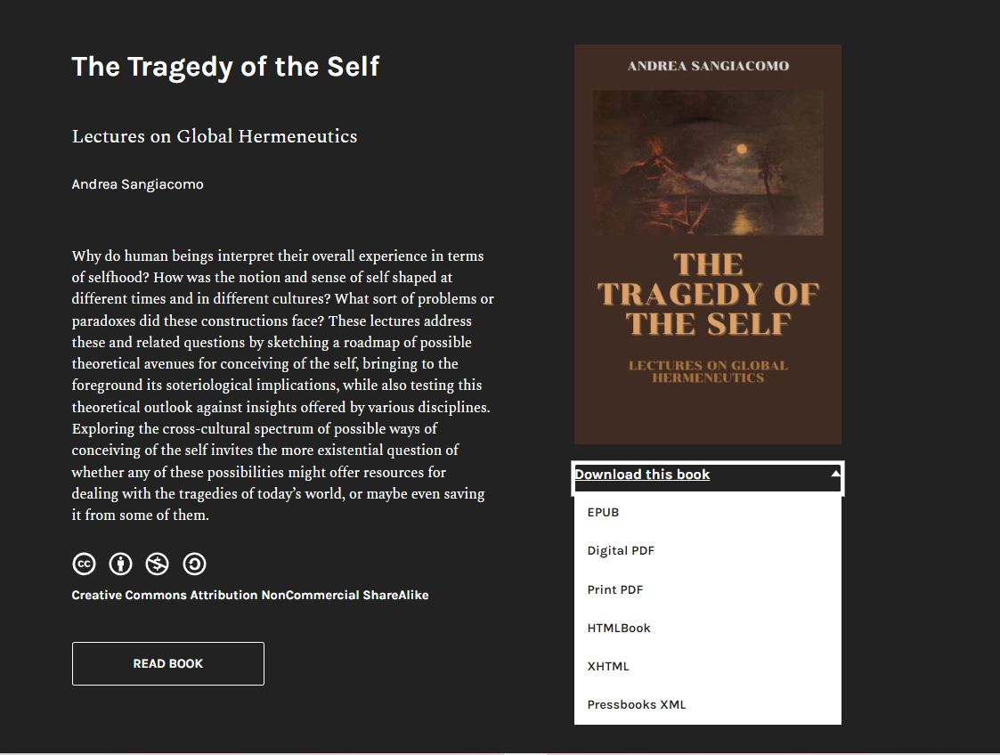 The Tragedy of the Self
Lectures on Global Hermeneutics
Andrea Sangiacomo
Why do human beings interpret their overall experience in terms
of selfhood? How was the notion and sense of self shaped at
different times and in different cultures? What sort of problems or
paradoxes did these constructions face? These lectures address
these and related questions by sketching a roadmap of possible
theoretical avenues for conceiving of the self, bringing to the
foreground its soteriological implications, while also testing this
theoretical outlook against insights offered by various disciplines.
Exploring the cross-cultural spectrum of possible ways of
conceiving of the self invites the more existential question of
whether any of these possibilities might offer resources for
dealing with the tragedies of today’s world, or maybe even saving
it from some of them.
cc
Creative Commons Attribution NonCommercial ShareAlike
READ BOOK
ANDREA SANGIACOMO
THE
TRAGEDY OF
THE SELF
LECTURES ON GLOBAL
HERMENEUTICS
Download this book
EPUB
Digital PDF
Print PDF
HTMLBook
XHTML
Pressbooks XML